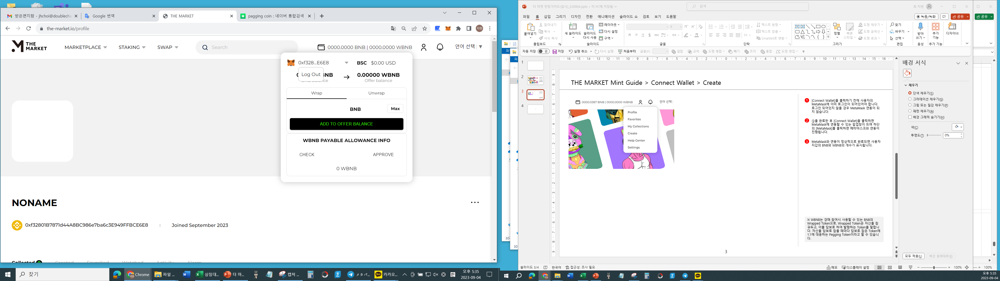 받은편지함 - jhchoi@doublecha
Google 번역
THE MARKET
pagging coin : 네이버 통합검색
the-market.io/profile
지현
THE MARKET
MARKETPLACE
STAKING
SWAP
Search
0000.0000 BNB | 0000.0000 WBNB
언어 선택 | ▼
0xf328...E6E8
BSC $0.00 USD
Log Out
0.00000 WBNB
Offer balance
Wrap
Unwrap
BNB
Max
ADD TO OFFER BALANCE
WBNB PAYABLE ALLOWANCE INFO
CHECK
APPROVE
0 WBNB
NONAME
0xf32801B7871d44A8BC986e7ba6c3E949FFBCE6E8
Joined September 2023
Collected
Created
Favorited
Watched
Activity
Alarm
찾기
Chrome
파일 ...
상장대...
더 마...
캡처 ...
メタバ...
카카오...
오후 5:35
2023-09-04
더 마켓 민팅가이드(임시)_230904.pptx • 이 PC에 저장됨
검색
최 지현
파일 홈 삽입 그리기 디자인 전환 애니메이션 슬라이드 쇼 검토 보기 도움말
녹음/녹화
공유
공유
붙여넣기
잘라내기
복사
서식 복사
클립보드
새 슬라이드
슬라이드 다시 사용
레이아웃
다시 설정
구역
슬라이드
글꼴
텍스트 방향
텍스트 맞춤
SmartArt로 변환
단락
정렬
빠른 스타일
도형 채우기
도형 윤곽선
도형 효과
그리기
찾기
바꾸기
선택
편집
받아쓰기
음성
추가 기능
추가 기능
디자이너
자동 저장 끔 저장 실행 취소 다시 실행 처음부터 글꼴(F): 결합 교차 도형 병합 빼기 조각 통합 도형 편집
1
2
3
4
THE MARKET Mint Guide > Connect Wallet > Create
0000.0387 BNB | 0000.0000 WBNB
언어 선택
Profile
Favorites
My Collections
Create
Help Center
Settings
1 [Connect Wallet]을 클릭하기 전에 사용자의
MetaMask에 이미 로그인이 되어있어야 합니다.
로그인 되어있지 않을 경우 MetaMask 연동이 되
지 않습니다.
2 ①을 완료한 후 [Connect Wallet]을 클릭하면
MetaMask에 연동할 수 있는 팝업창이 뜨며 하단
의 [MetaMask]를 클릭하면 메타마스크와 연동이
진행됩니다.
3 MetaMask와 연동이 정상적으로 완료되면 사용자
지갑의 BNB와 WBNB의 개수가 표시됩니다.
※ WBNB는 경매 참여시 사용할 수 있는 BNB의
Wrapped Token으로, Wrapped Token은 자산을 잠
궈두고, 이를 담보로 하여 발행하는 Token을 말합니
다. 자산을 담보로 잡을 때마다 담보로 잡은 Token에
1:1에 대응하는 Pegging Token이라고 할 수 있습니
다.
3
배경 서식
채우기
단색 채우기(S)
그라데이션 채우기(G)
그림 또는 질감 채우기(P)
패턴 채우기(A)
배경 그래픽 숨기기(H)
색(C)
투명도(T)
0%
모두 적용(L)
배경 원래대로(B)
슬라이드 3/4
한국어
접근성: 조사 필요
메모
디스플레이 설정
100%
100%
오후 5:35
2023-09-04